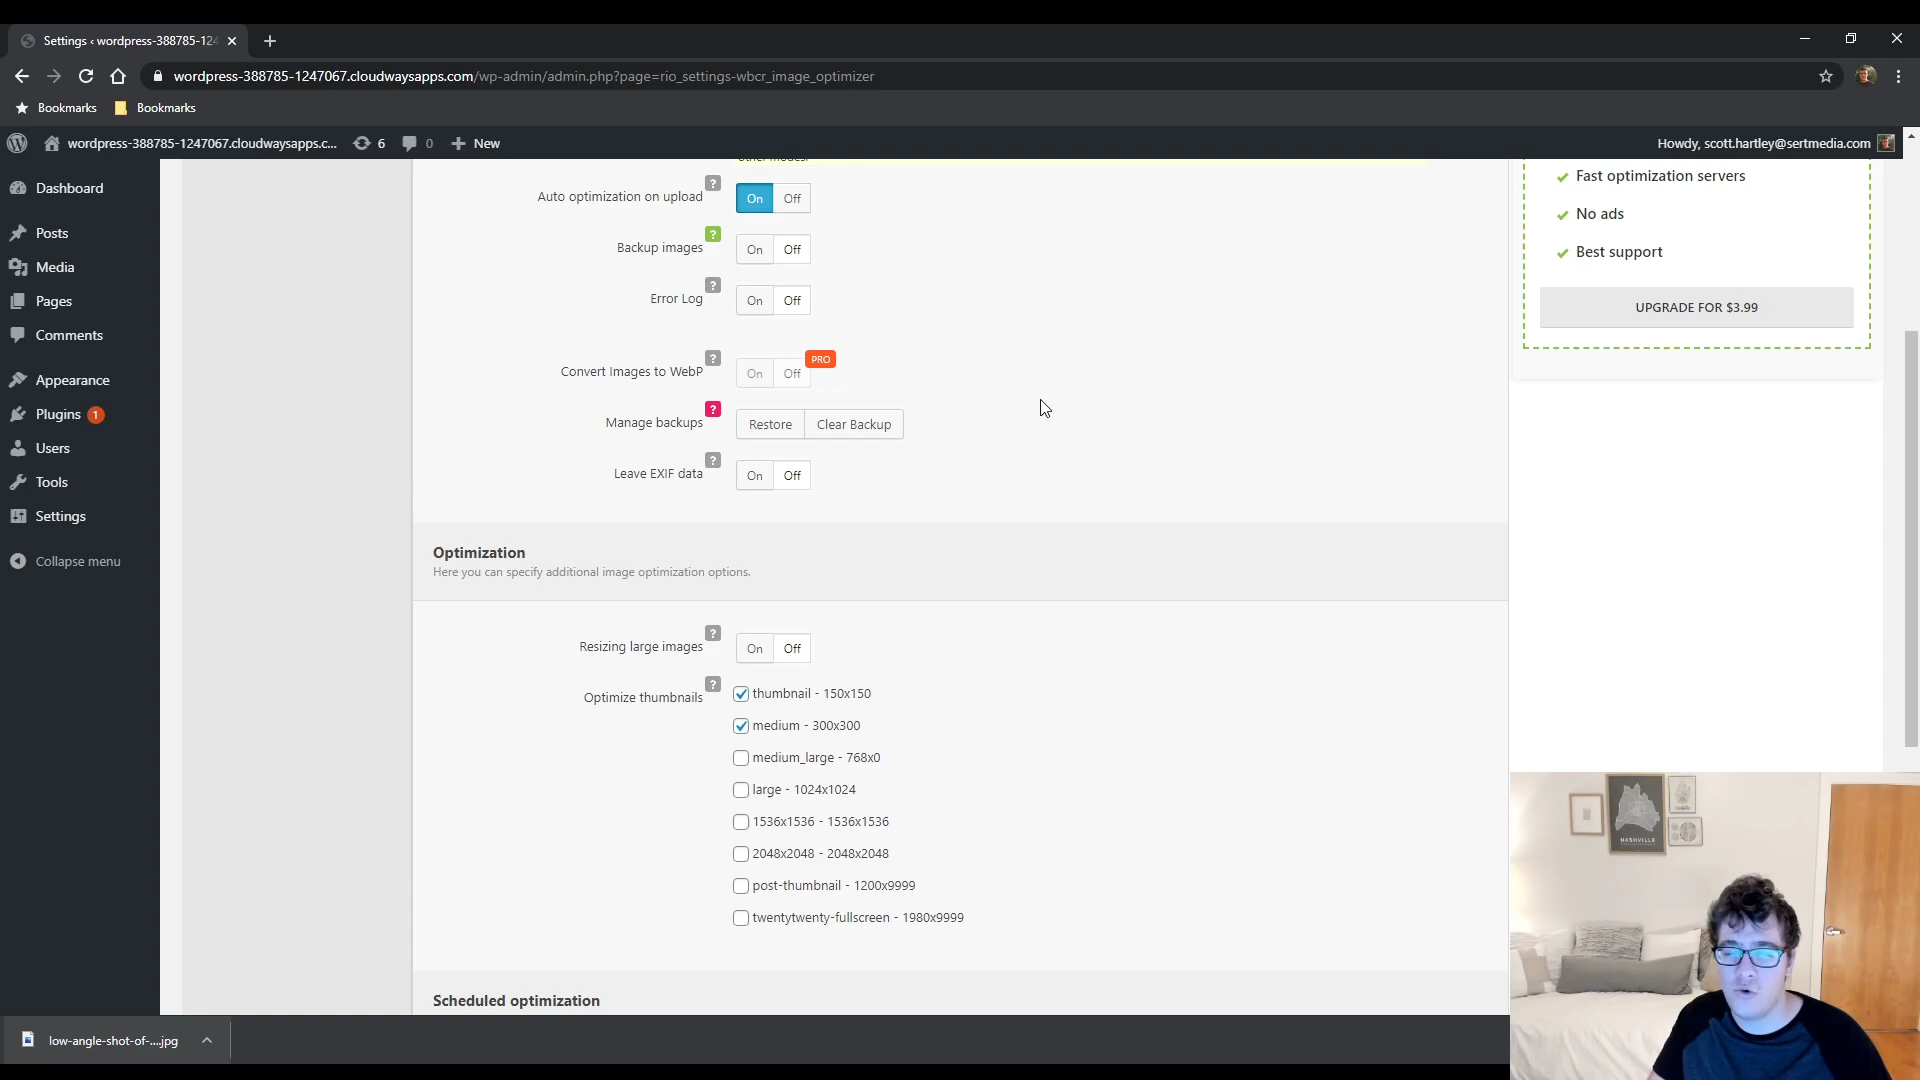 Settings ‹ wordpress-388785-124
wordpress-388785-1247067.cloudwaysapps.com/wp-admin/admin.php?page=rio_settings-wbcr_image_optimizer
Bookmarks
Bookmarks
wordpress-388785-1247067.cloudwaysapps.c...
6
0
New
Howdy, scott.hartley@sertmedia.com
Dashboard
Posts
Media
Pages
Comments
Appearance
Plugins 1
Users
Tools
Settings
Collapse menu
other modes.
Auto optimization on upload ? On Off
Backup images ? On Off
Error Log ? On Off
Convert Images to WebP ? On Off PRO
Manage backups ? Restore Clear Backup
Leave EXIF data ? On Off
Optimization
Here you can specify additional image optimization options.
Resizing large images ? On Off
Optimize thumbnails ? thumbnail - 150x150
medium - 300x300
medium_large - 768x0
large - 1024x1024
1536x1536 - 1536x1536
2048x2048 - 2048x2048
post-thumbnail - 1200x9999
twentytwenty-fullscreen - 1980x9999
Scheduled optimization
Fast optimization servers
No ads
Best support
UPGRADE FOR $3.99
NASHVILLE
low-angle-shot-of-....jpg